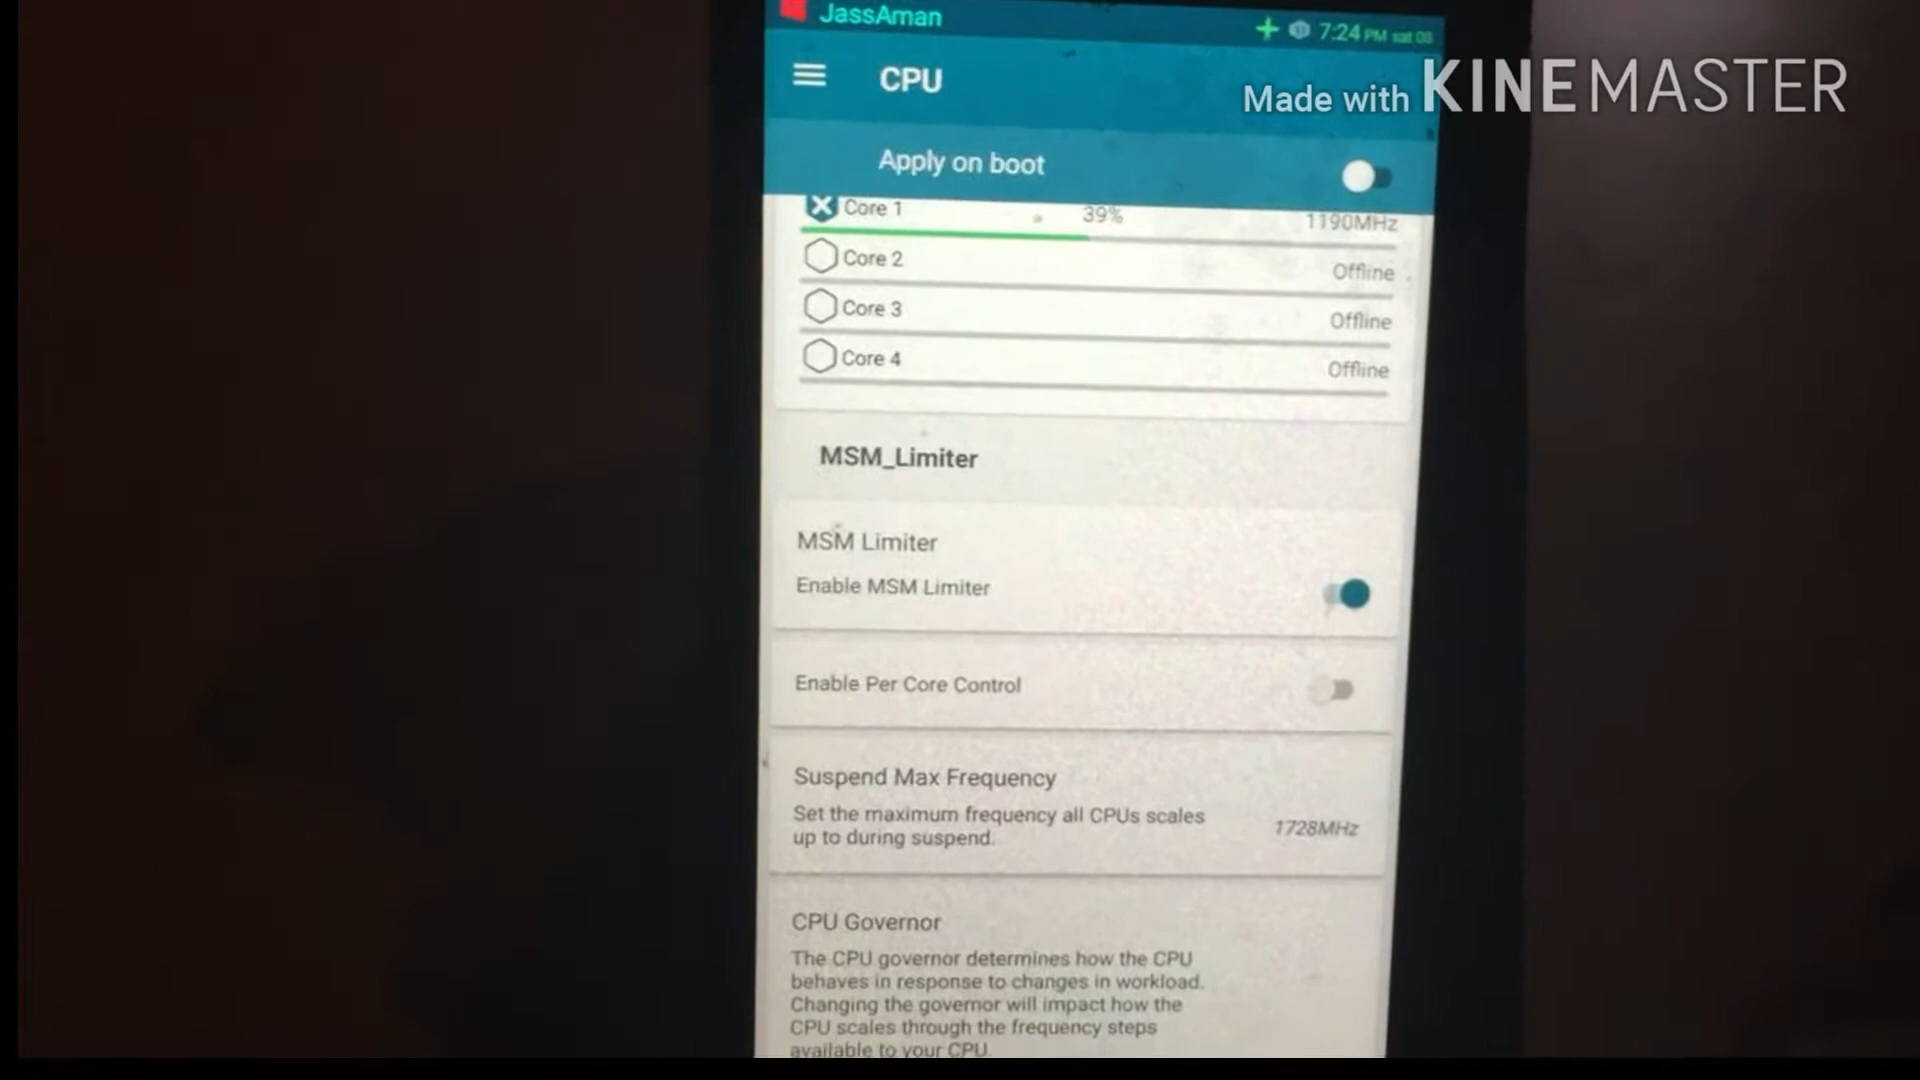 JassAman
7:24 PM sat 08
CPU
Made with KINEMASTER
Apply on boot
Core 1 39% 1190MHz
Core 2 Offline
Core 3 Offline
Core 4 Offline
MSM_Limiter
MSM Limiter
Enable MSM Limiter
Enable Per Core Control
Suspend Max Frequency
Set the maximum frequency all CPUs scales
up to during suspend.
1728MHz
CPU Governor
The CPU governor determines how the CPU
behaves in response to changes in workload.
Changing the governor will impact how the
CPU scales through the frequency steps
available to your CPU.